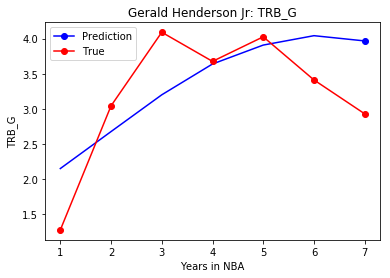 Gerald Henderson Jr: TRB_G
Prediction
True
4.0
3.5
3.0
2.5
2.0
1.5
TRB_G
1 2 3 4 5 6 7
Years in NBA